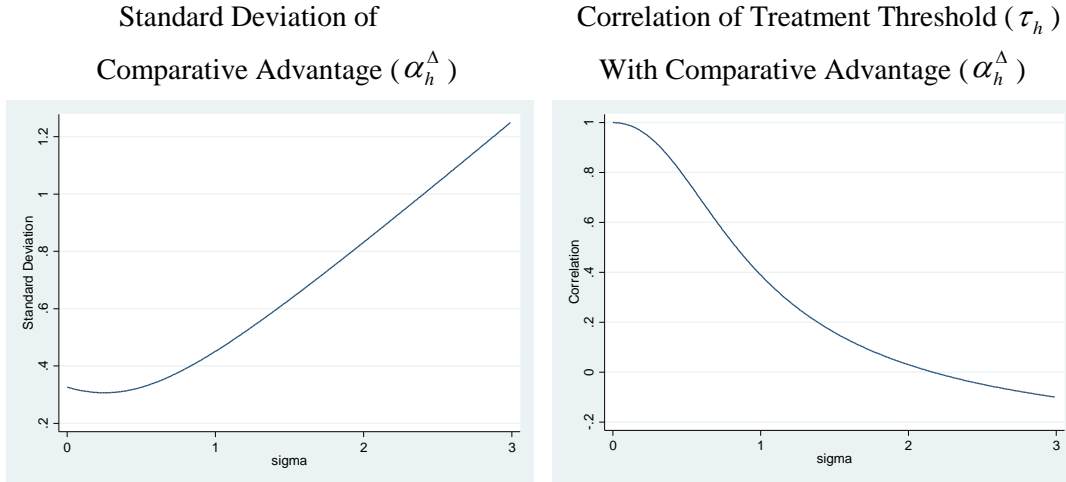 Standard Deviation of
Comparative Advantage ( α_h^Δ )
Correlation of Treatment Threshold ( τ_h )
With Comparative Advantage ( α_h^Δ )
Standard Deviation
1.2
1
.8
.6
.4
.2
0 1 2 3
sigma
Correlation
1
.8
.6
.4
.2
0
-.2
0 1 2 3
sigma